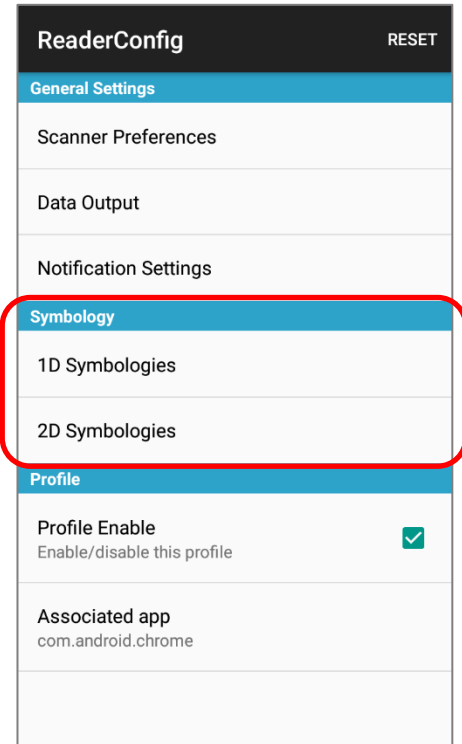 ReaderConfig RESET
General Settings
Scanner Preferences
Data Output
Notification Settings
Symbology
1D Symbologies
2D Symbologies
Profile
Profile Enable
Enable/disable this profile
Associated app
com.android.chrome